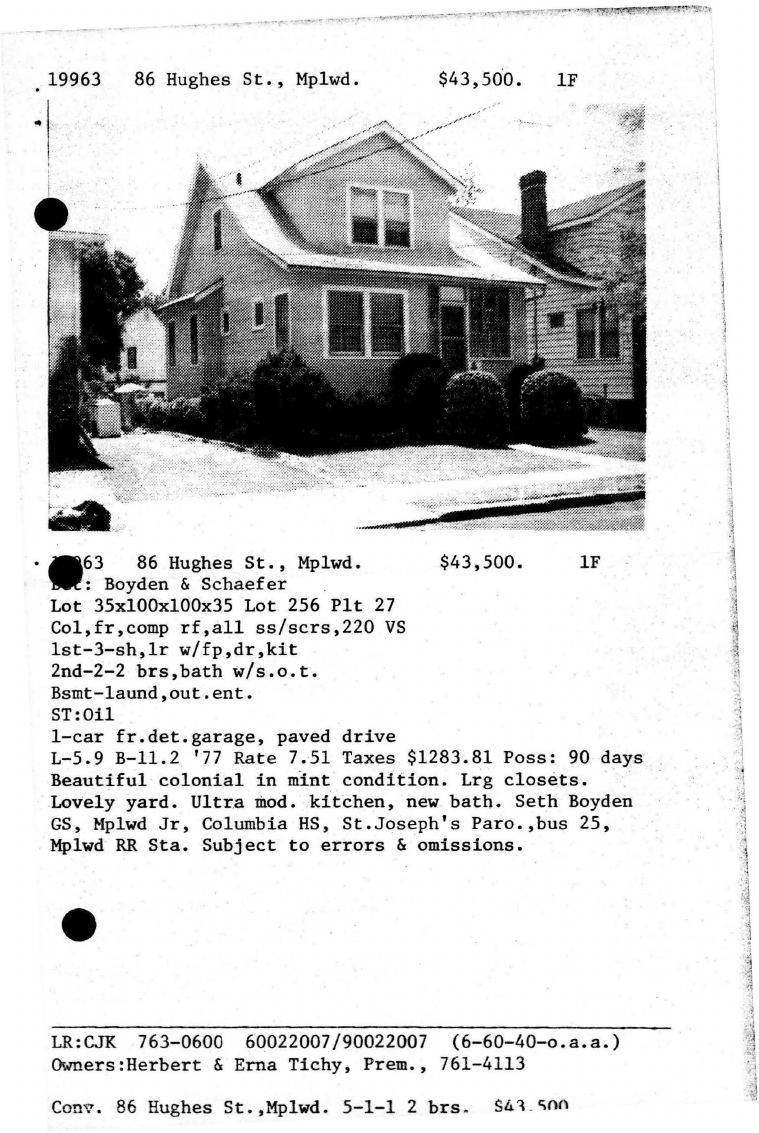 19963 86 Hughes St., Mplwd. $43,500. 1F
63 86 Hughes St., Mplwd. $43,500. 1F
: Boyden & Schaefer
Lot 35x100x100x35 Lot 256 Plt 27
Col,fr,comp rf,all ss/scrs,220 VS
1st-3-sh,lr w/fp,dr,kit
2nd-2-2 brs,bath w/s.o.t.
Bsmt-laund,out.ent.
ST:Oil
1-car fr.det.garage, paved drive
L-5.9 B-11.2 '77 Rate 7.51 Taxes $1283.81 Poss: 90 days
Beautiful colonial in mint condition. Lrg closets.
Lovely yard. Ultra mod. kitchen, new bath. Seth Boyden
GS, Mplwd Jr, Columbia HS, St.Joseph's Paro.,bus 25,
Mplwd RR Sta. Subject to errors & omissions.
LR:CJK 763-0600 60022007/90022007 (6-60-40-o.a.a.)
Owners:Herbert & Erna Tichy, Prem., 761-4113
Conv. 86 Hughes St.,Mplwd. 5-1-1 2 brs. $43.500